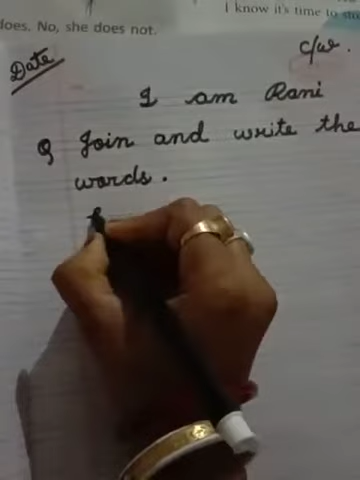 I know it's time to
does. No, she does not.
c/w.
Date
I am Rani
Q Join and write the
words.